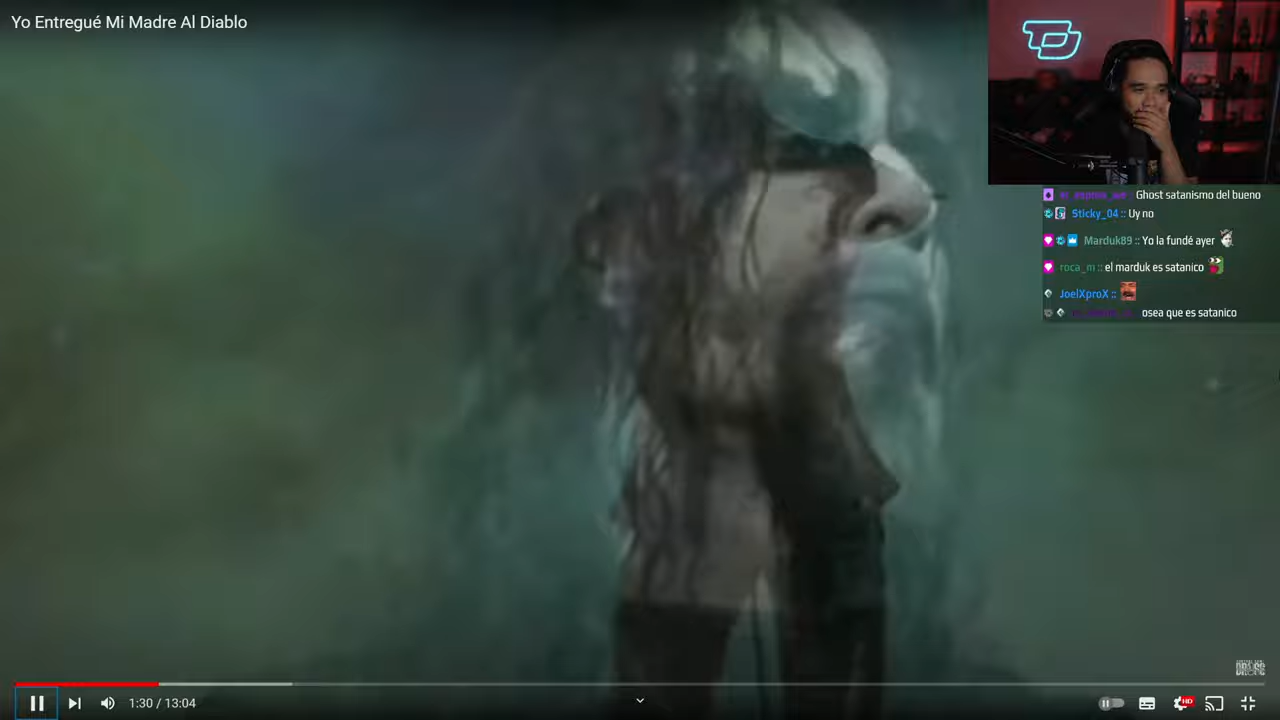 Yo Entregué Mi Madre Al Diablo
Ghost satanismo del bueno
Sticky_04 :: Uy no
Marduk89 :: Yo la fundé ayer
roca_m :: el marduk es satanico
JoelXproX ::
osea que es satanico
1:30 / 13:04
HD